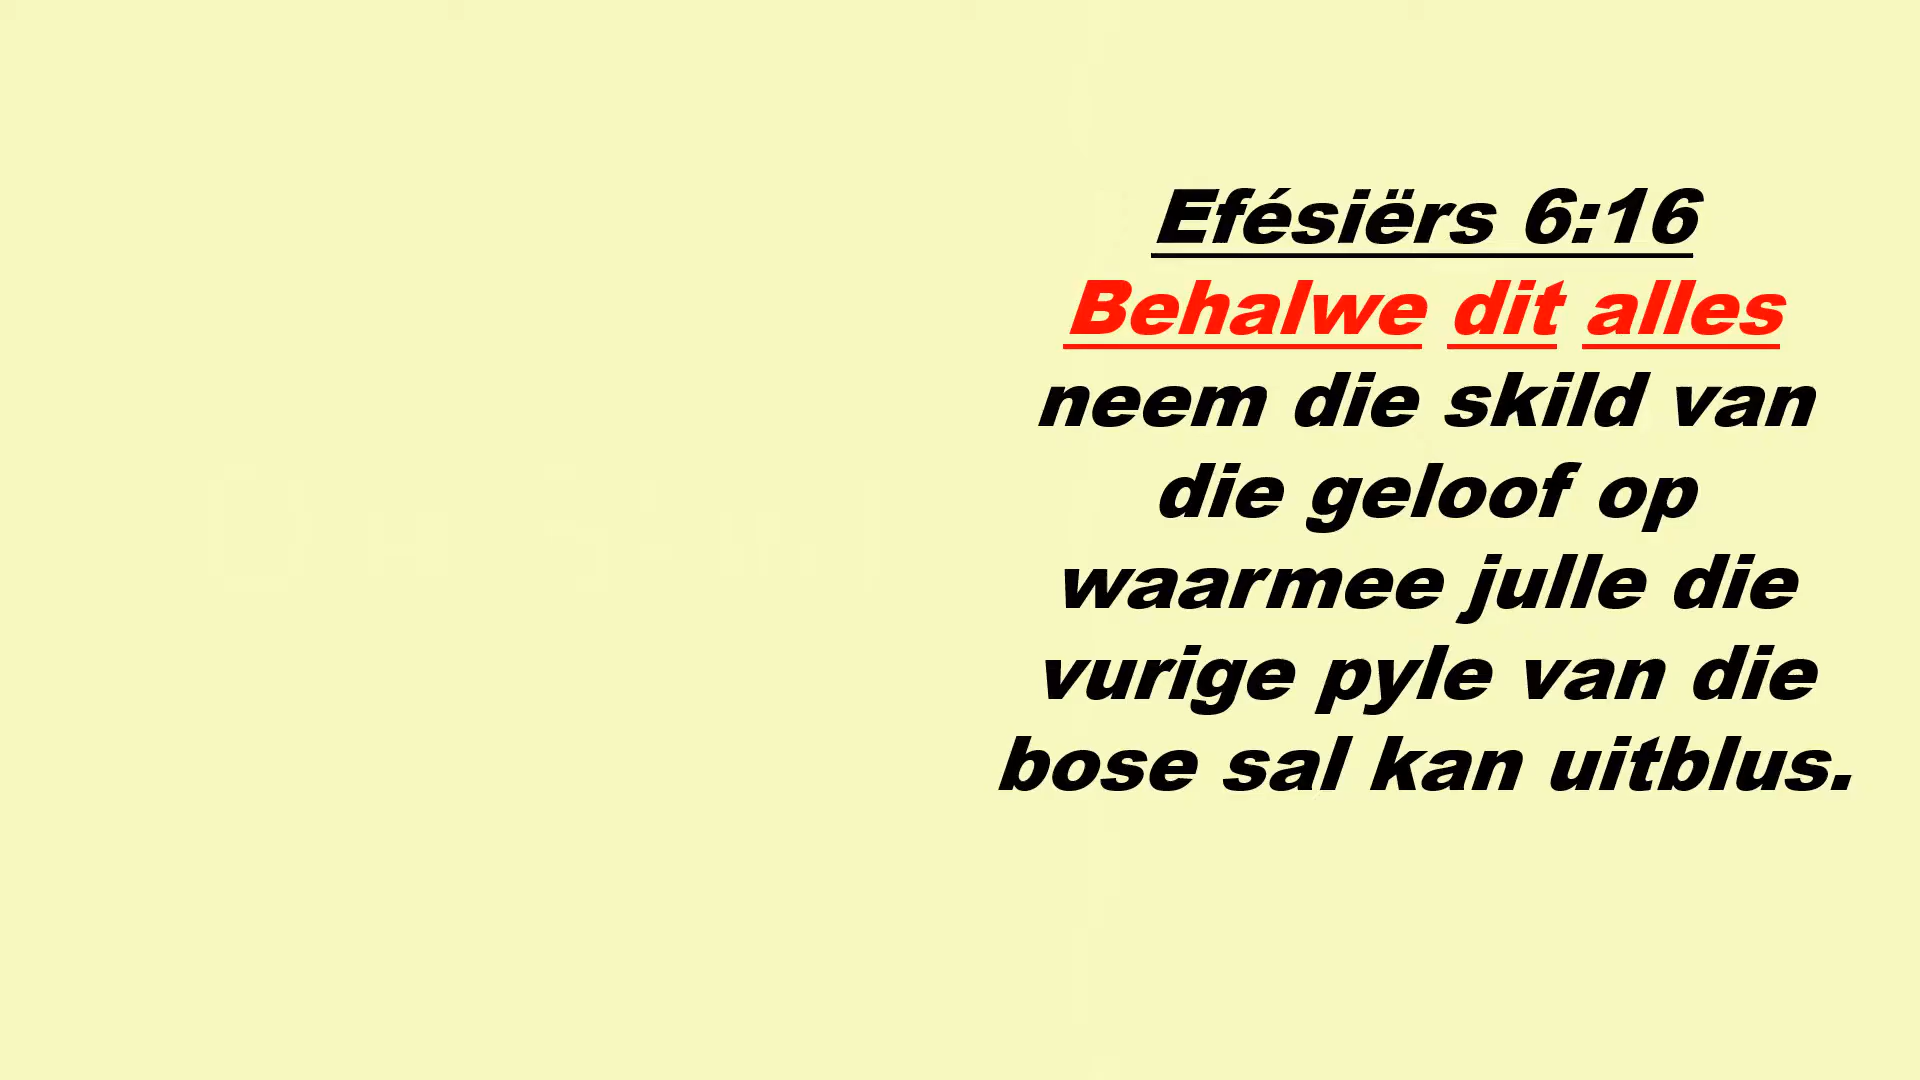 Efésiërs 6:16
Behalwe dit alles
neem die skild van
die geloof op
waarmee julle die
vurige pyle van die
bose sal kan uitblus.